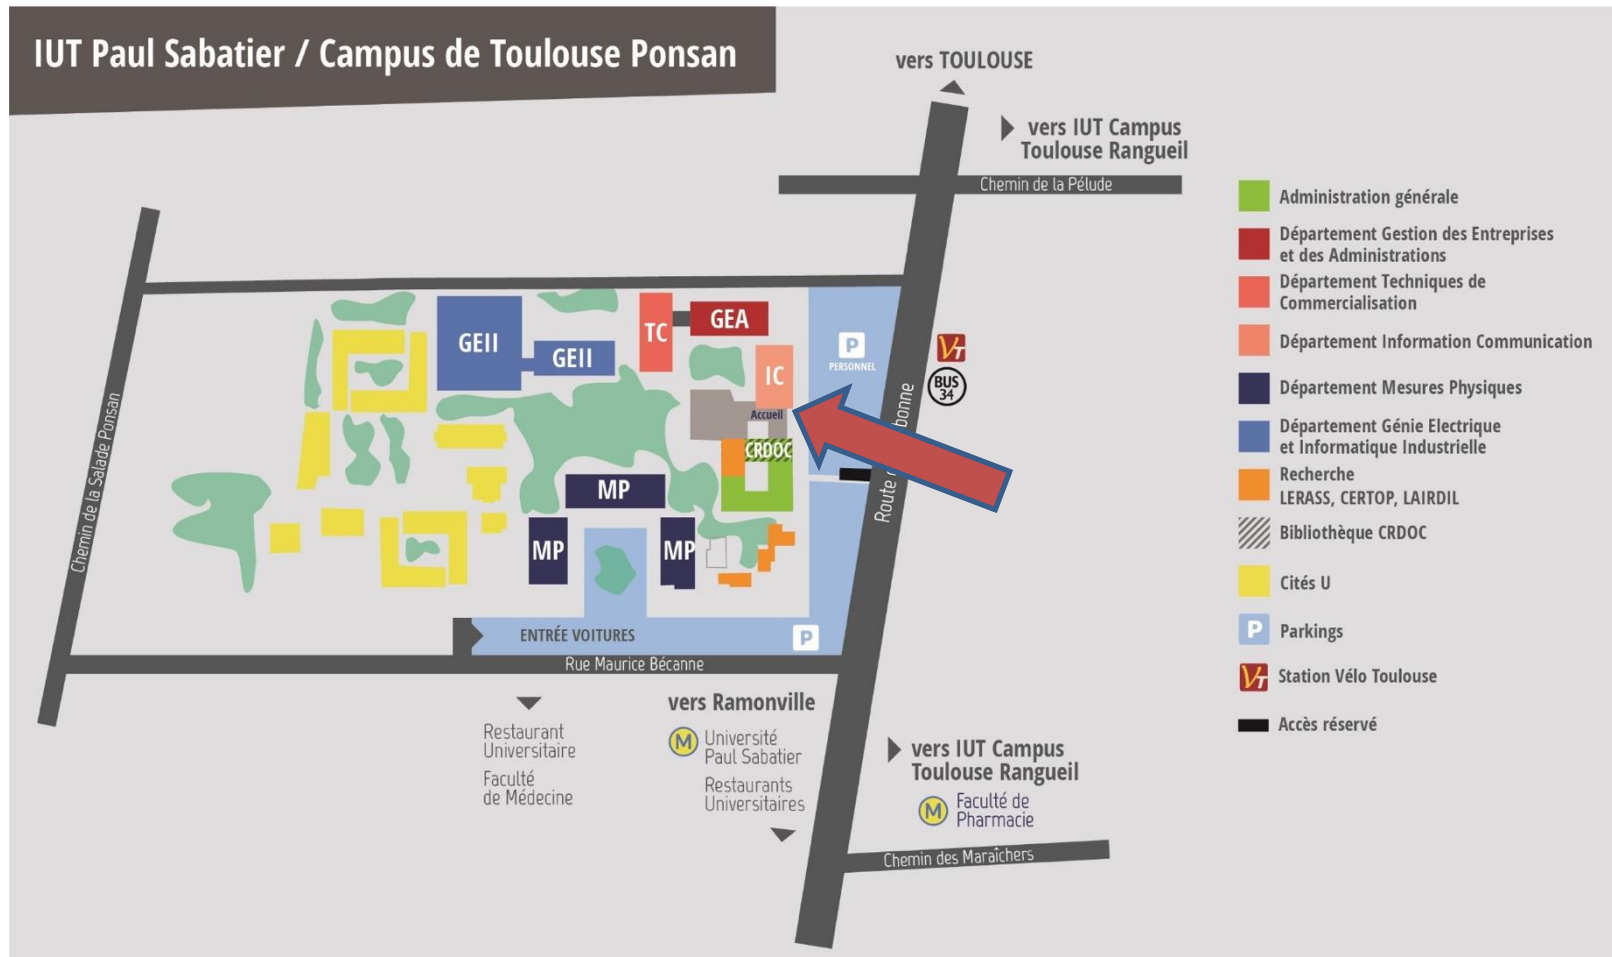 IUT Paul Sabatier / Campus de Toulouse Ponsan
vers TOULOUSE
vers IUT Campus
Toulouse Rangueil
Chemin de la Pélude
Administration générale
Département Gestion des Entreprises
et des Administrations
Département Techniques de
Commercialisation
Département Information Communication
Département Mesures Physiques
Département Génie Electrique
et Informatique Industrielle
Recherche
LERASS, CERTOP, LAIRDIL
Bibliothèque CRDOC
Cités U
P
Parkings
VT
Station Vélo Toulouse
Accès réservé
Chemin de la Salade Ponsan
GEII
GEII
TC
GEA
IC
P
PERSONNEL
VT
BUS
34
Accueil
CRDOC
Route
MP
MP
MP
ENTRÉE VOITURES
P
Rue Maurice Bécanne
Restaurant
Universitaire
Faculté
de Médecine
vers Ramonville
M
Université
Paul Sabatier
Restaurants
Universitaires
vers IUT Campus
Toulouse Rangueil
M
Faculté de
Pharmacie
Chemin des Maraîchers